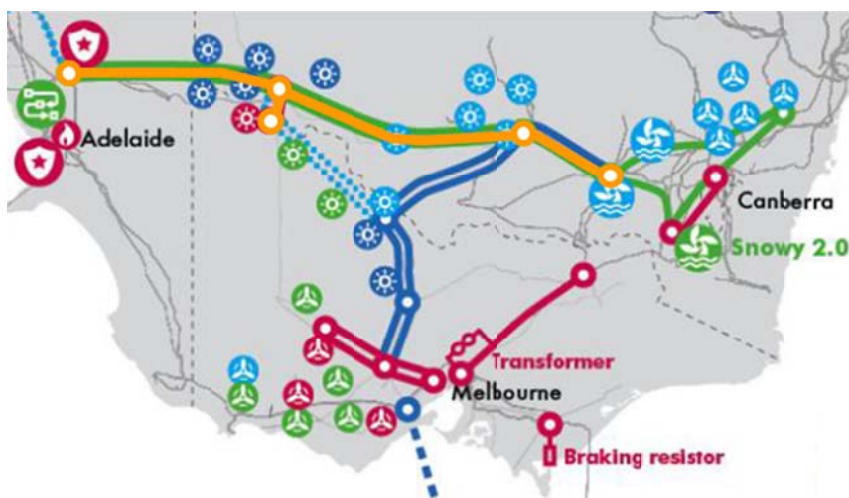 Adelaide
Canberra
Snowy 2.0
Transformer
Melbourne
Braking resistor